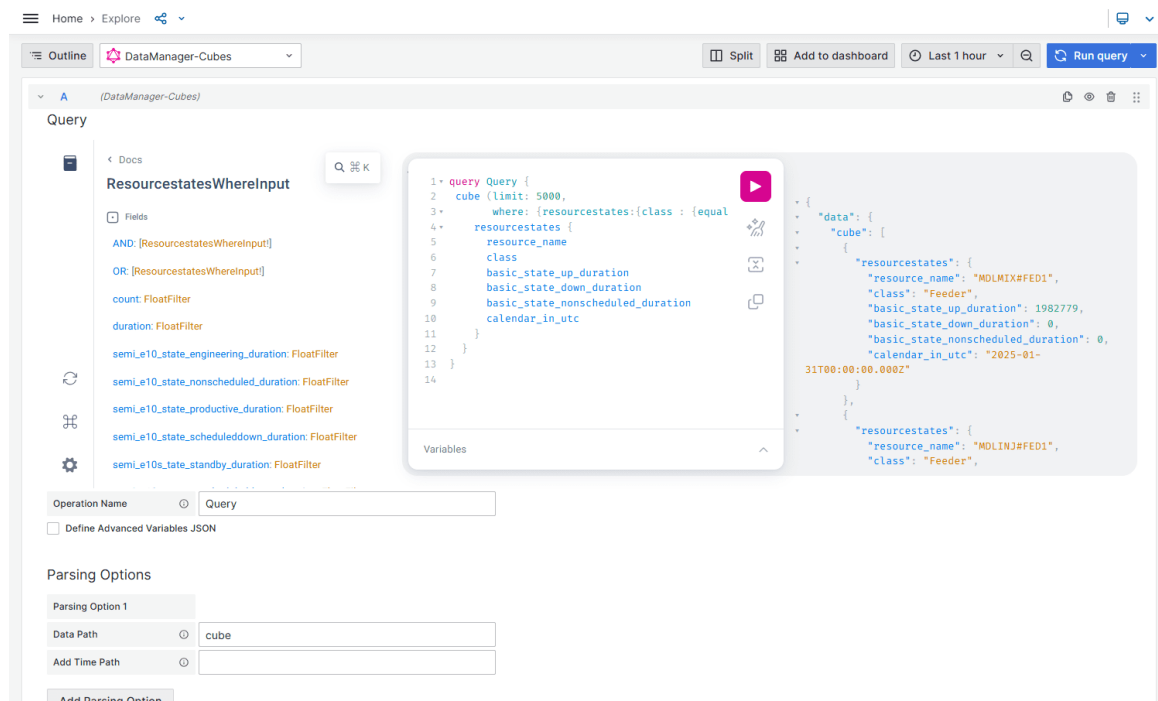 Home › Explore
Outline
DataManager-Cubes
Split
Add to dashboard
Last 1 hour
Run query
A (DataManager-Cubes)
Query
‹ Docs
⌘ K
ResourcestatesWhereInput
Fields
AND: [ResourcestatesWhereInput!]
OR: [ResourcestatesWhereInput!]
count: FloatFilter
duration: FloatFilter
semi_e10_state_engineering_duration: FloatFilter
semi_e10_state_nonscheduled_duration: FloatFilter
semi_e10_state_productive_duration: FloatFilter
semi_e10_state_scheduleddown_duration: FloatFilter
semi_e10s_tate_standby_duration: FloatFilter
1 query Query {
2 cube (limit: 5000,
3 where: {resourcestates:{class : {equal
4 resourcestates {
5 resource_name
6 class
7 basic_state_up_duration
8 basic_state_down_duration
9 basic_state_nonscheduled_duration
10 calendar_in_utc
11 }
12 }
13 }
14
Variables
{
"data": {
"cube": [
{
"resourcestates": {
"resource_name": "MDLMIX#FED1",
"class": "Feeder",
"basic_state_up_duration": 1982779,
"basic_state_down_duration": 0,
"basic_state_nonscheduled_duration": 0,
"calendar_in_utc": "2025-01-
31T00:00:00.000Z"
}
},
{
"resourcestates": {
"resource_name": "MDLINJ#FED1",
"class": "Feeder",
Operation Name
Query
Define Advanced Variables JSON
Parsing Options
Parsing Option 1
Data Path
cube
Add Time Path
Add Parsing Option